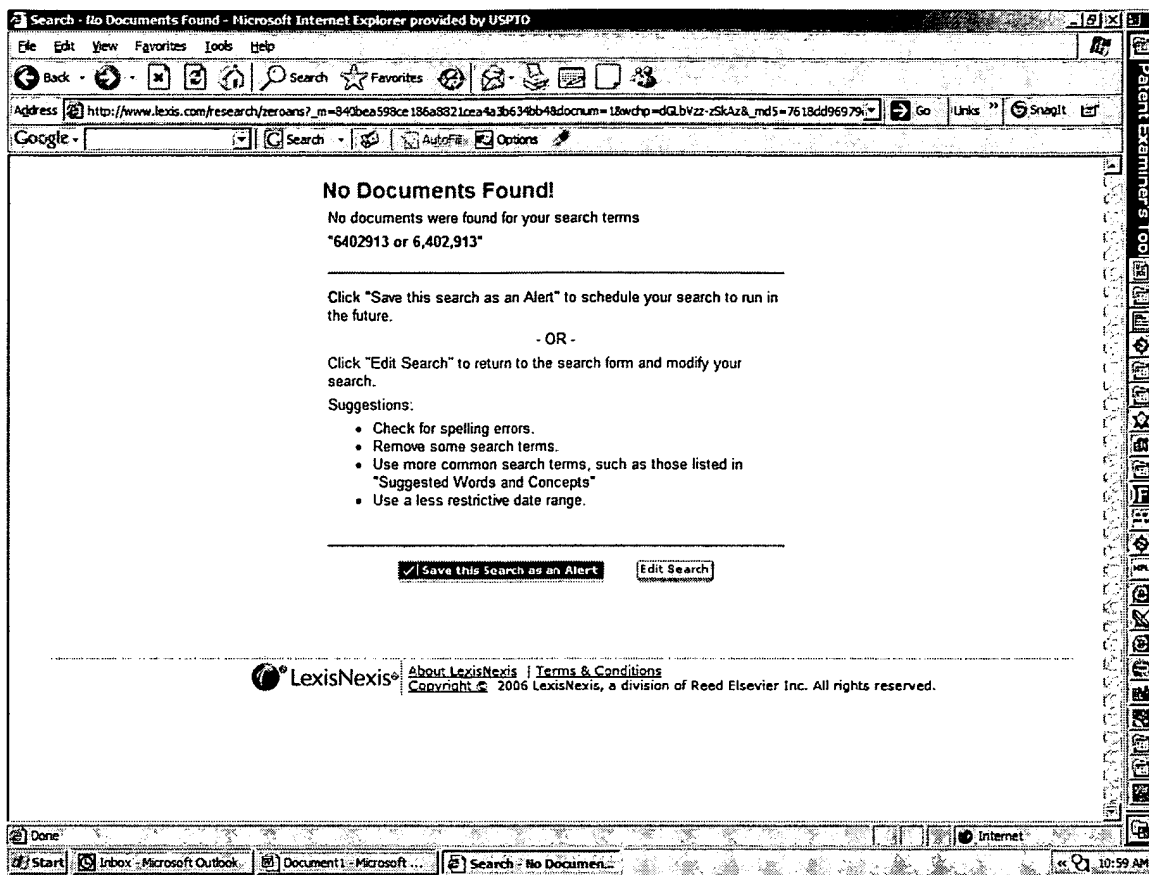 Search - No Documents Found - Microsoft Internet Explorer provided by USPTO
File Edit View Favorites Tools Help
Back Search Favorites
Address http://www.lexis.com/research/zeroans?_m=840bea598ce186a8321cea4a3b634bb4&docnum=1&wchp=dGLbVzz-zSkAz&_md5=7618dd96979 Go Links » SnagIt
Google - Search AutoFill Options
Patent Examiner's Tool
No Documents Found!
No documents were found for your search terms
"6402913 or 6,402,913"
Click "Save this search as an Alert" to schedule your search to run in
the future.
- OR -
Click "Edit Search" to return to the search form and modify your
search.
Suggestions:
• Check for spelling errors.
• Remove some search terms.
• Use more common search terms, such as those listed in
"Suggested Words and Concepts"
• Use a less restrictive date range.
Save this Search as an Alert Edit Search
LexisNexis® About LexisNexis | Terms & Conditions
Copyright © 2006 LexisNexis, a division of Reed Elsevier Inc. All rights reserved.
Done Internet
Start Inbox - Microsoft Outlook Document1 - Microsoft ... Search - No Documen... « 10:59 AM